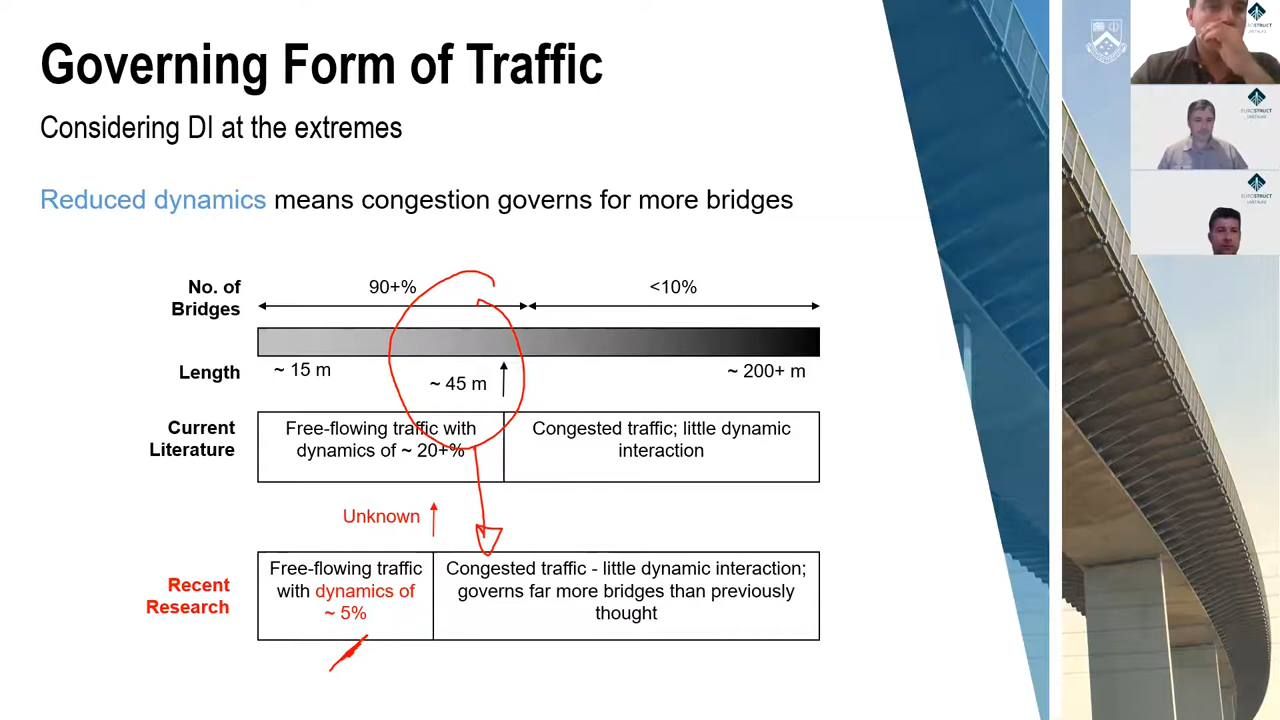 Governing Form of Traffic
Considering DI at the extremes
Reduced dynamics means congestion governs for more bridges
No. of
Bridges
90+%
<10%
Length
~ 15 m
~ 45 m
~ 200+ m
Current
Literature
Free-flowing traffic with
dynamics of ~ 20+%
Congested traffic; little dynamic
interaction
Unknown
Recent
Research
Free-flowing traffic
with dynamics of
~ 5%
Congested traffic - little dynamic interaction;
governs far more bridges than previously
thought
EUROSTRUCT